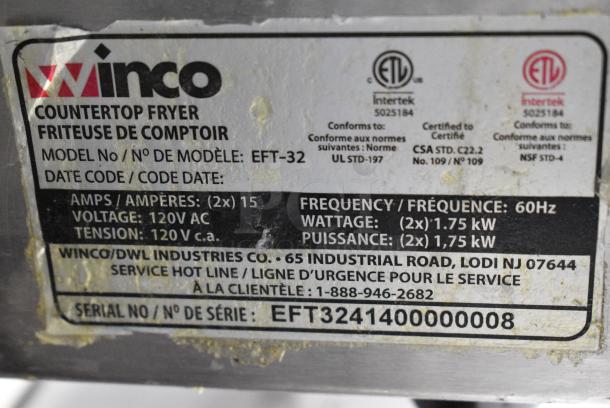 Winco
COUNTERTOP FRYER
FRITEUSE DE COMPTOIR
MODEL No / Nº DE MODÈLE: EFT-32
DATE CODE / CODE DATE:
C ETL US
Intertek
5025184
Conforms to:
Conforme aux normes
suivantes : Norme
UL STD-197
Certified to
Certifié
CSA STD. C22.2
No. 109 / Nº 109
ETL
Intertek
5025184
Conforms to:
Conforme aux normes
suivantes :
NSF STD-4
AMPS / AMPÈRES: (2x) 15
VOLTAGE: 120V AC
TENSION: 120 V c.a.
FREQUENCY / FRÉQUENCE: 60Hz
WATTAGE: (2x) 1.75 kW
PUISSANCE: (2x) 1,75 kW
WINCO/DWL INDUSTRIES CO. • 65 INDUSTRIAL ROAD, LODI NJ 07644
SERVICE HOT LINE / LIGNE D'URGENCE POUR LE SERVICE
À LA CLIENTÈLE : 1-888-946-2682
SERIAL NO / Nº DE SÉRIE : EFT3241400000008